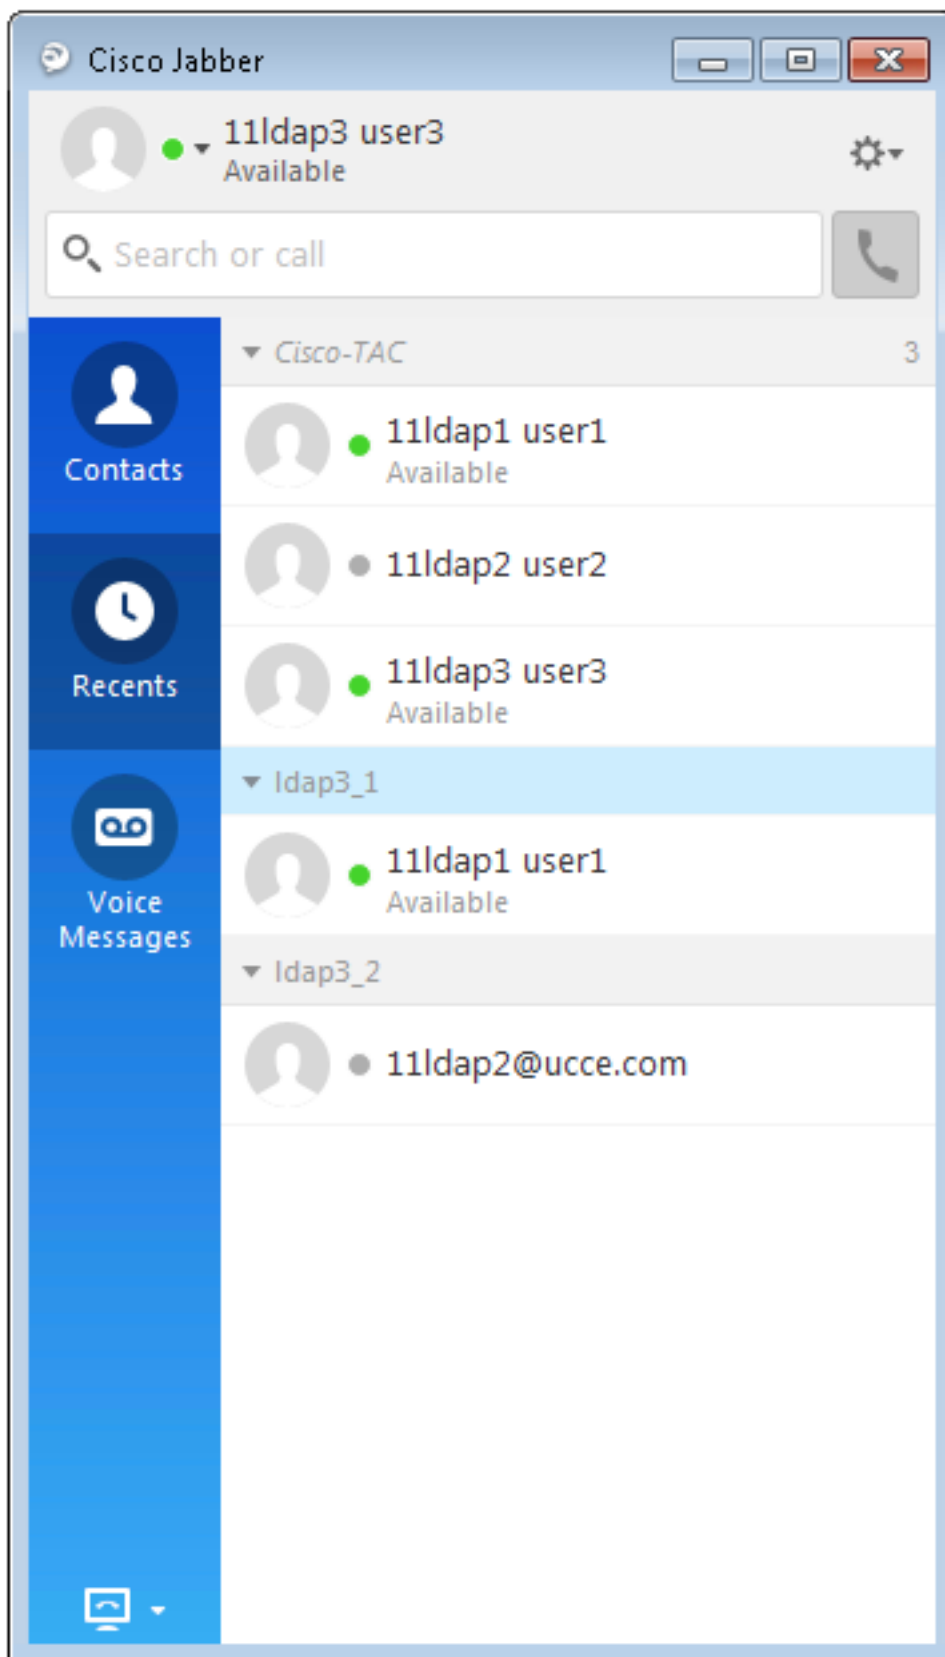 Cisco Jabber
11ldap3 user3
Available
Search or call
Contacts
Recents
Voice
Messages
Cisco-TAC 3
11ldap1 user1
Available
11ldap2 user2
11ldap3 user3
Available
ldap3_1
11ldap1 user1
Available
ldap3_2
11ldap2@ucce.com